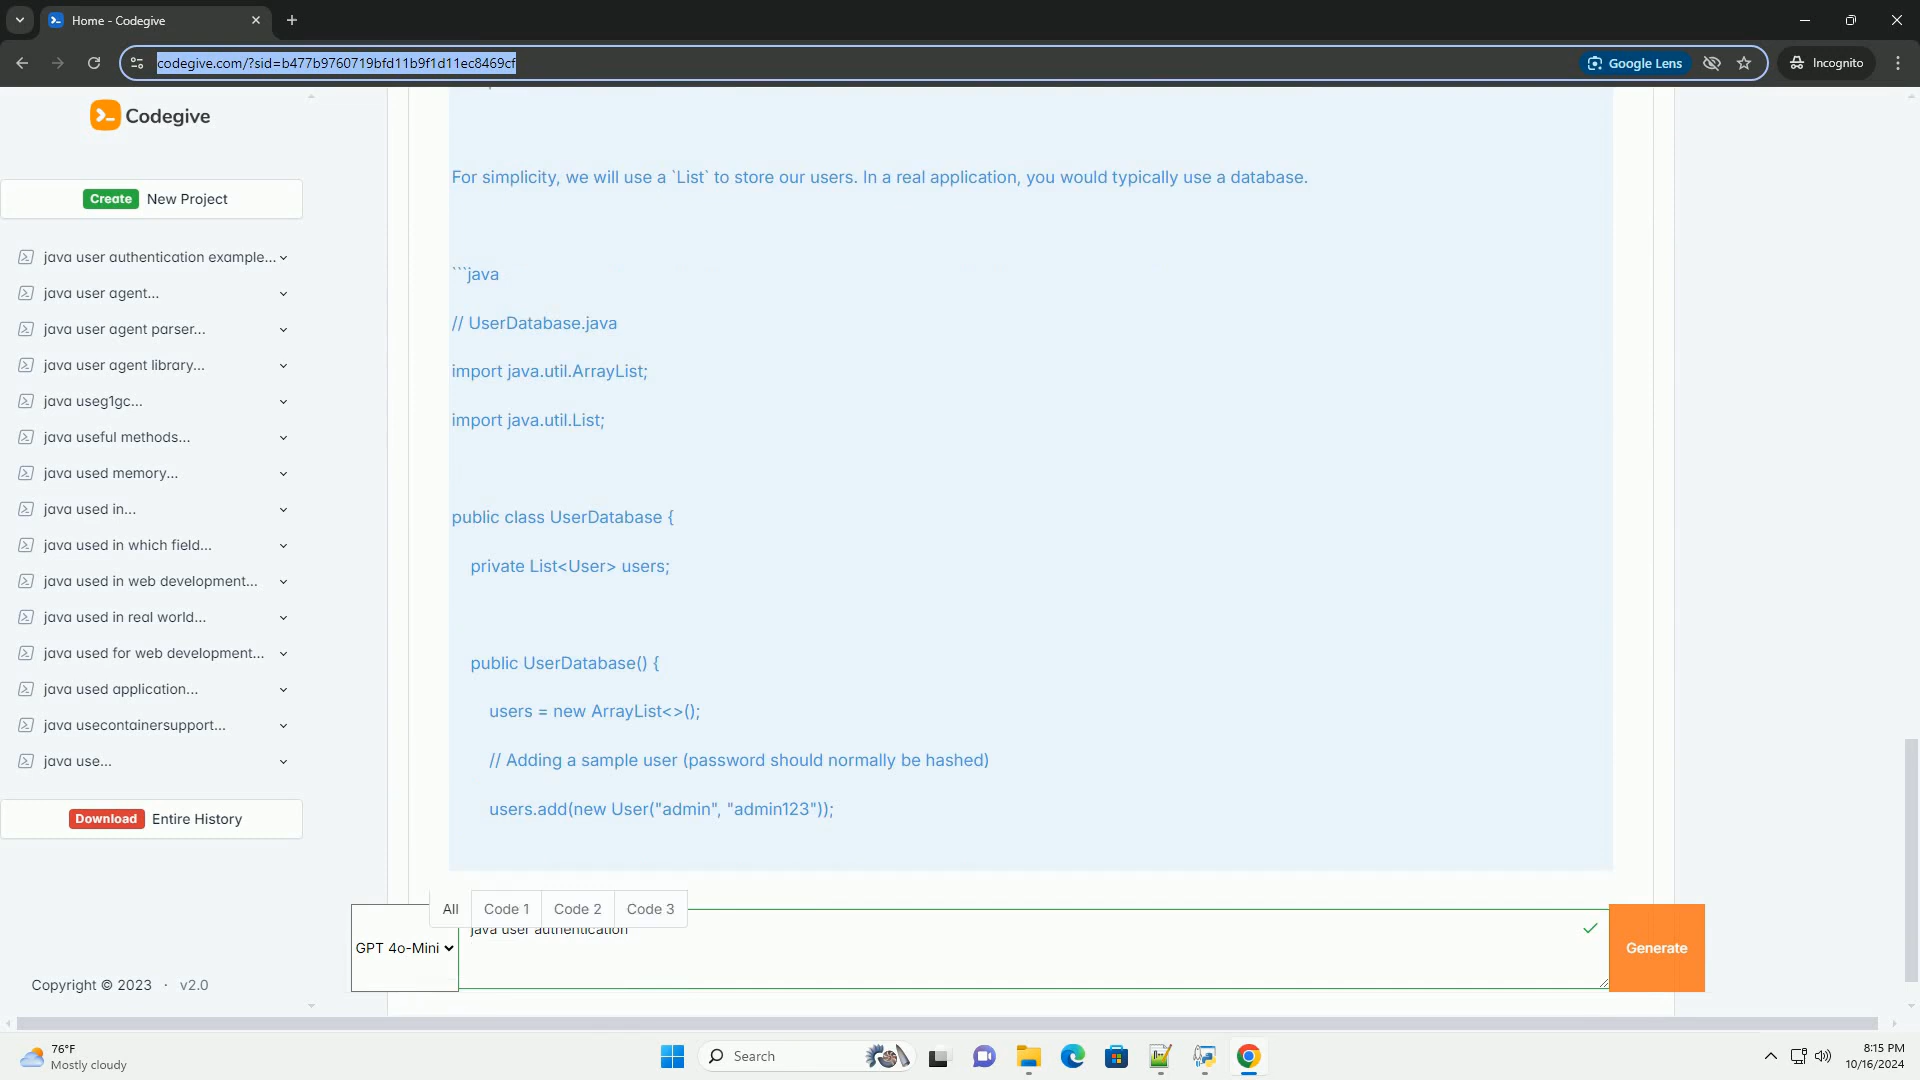 Home - Codegive
codegive.com/?sid=b477b9760719bfd11b9f1d11ec8469cf
Google Lens
Incognito
Codegive
Create New Project
java user authentication example...
java user agent...
java user agent parser...
java user agent library...
java useg1gc...
java useful methods...
java used memory...
java used in...
java used in which field...
java used in web development...
java used in real world...
java used for web development...
java used application...
java usecontainersupport...
java use...
Download Entire History
Copyright © 2023 · v2.0
For simplicity, we will use a `List` to store our users. In a real application, you would typically use a database.
```java
// UserDatabase.java
import java.util.ArrayList;
import java.util.List;
public class UserDatabase {
private List<User> users;
public UserDatabase() {
users = new ArrayList<>();
// Adding a sample user (password should normally be hashed)
users.add(new User("admin", "admin123"));
All
Code 1
Code 2
Code 3
GPT 4o-Mini
java user authentication
Generate
76°F
Mostly cloudy
Search
8:15 PM
10/16/2024